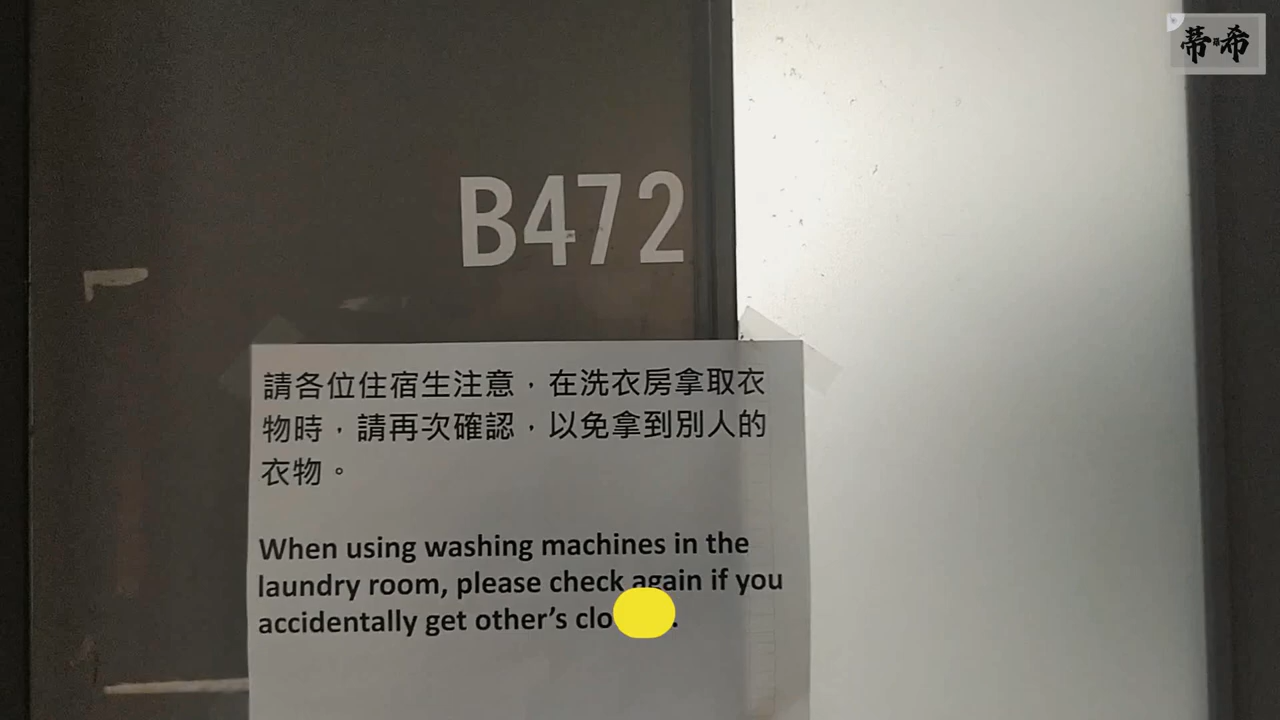 蒂希
B472
請各位住宿生注意，在洗衣房拿取衣
物時，請再次確認，以免拿到別人的
衣物。
When using washing machines in the
laundry room, please check again if you
accidentally get other's